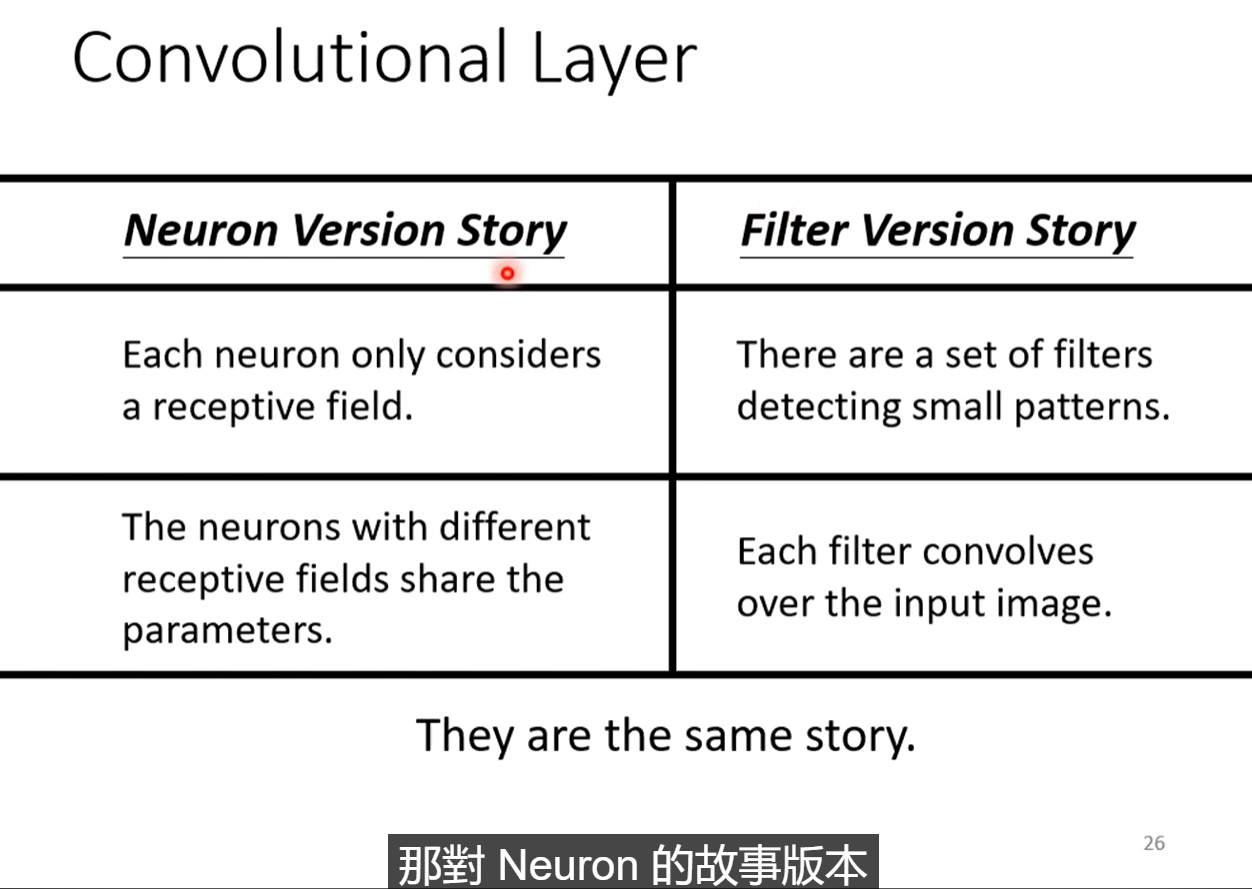 Convolutional Layer
Neuron Version Story
Filter Version Story
Each neuron only considers
a receptive field.
There are a set of filters
detecting small patterns.
The neurons with different
receptive fields share the
parameters.
Each filter convolves
over the input image.
They are the same story.
26
那對 Neuron 的故事版本